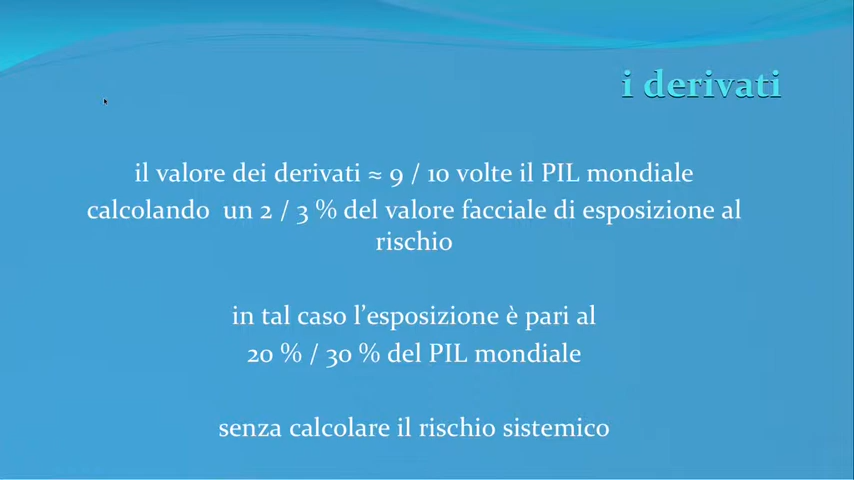 i derivati
il valore dei derivati ≈ 9 / 10 volte il PIL mondiale
calcolando un 2 / 3 % del valore facciale di esposizione al
rischio
in tal caso l’esposizione è pari al
20 % / 30 % del PIL mondiale
senza calcolare il rischio sistemico